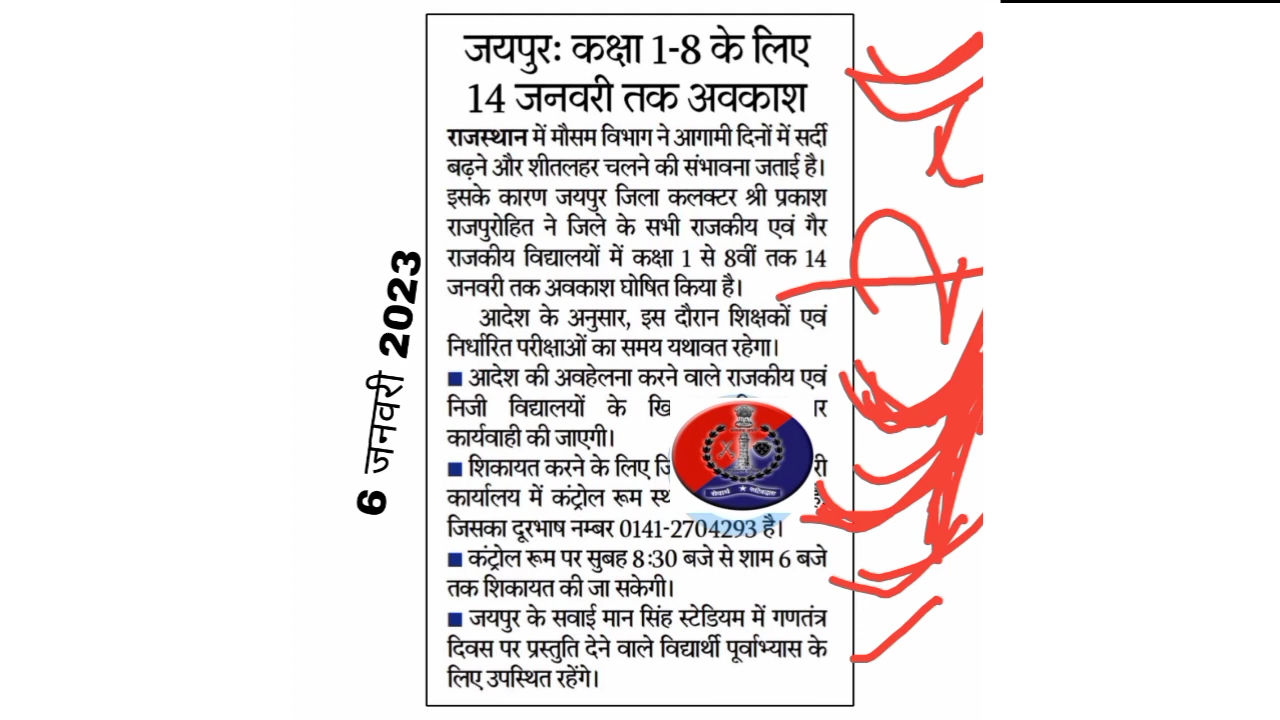 जयपुर: कक्षा 1-8 के लिए
14 जनवरी तक अवकाश
राजस्थान में मौसम विभाग ने आगामी दिनों में सर्दी
बढ़ने और शीतलहर चलने की संभावना जताई है।
इसके कारण जयपुर जिला कलक्टर श्री प्रकाश
राजपुरोहित ने जिले के सभी राजकीय एवं गैर
राजकीय विद्यालयों में कक्षा 1 से 8वीं तक 14
जनवरी तक अवकाश घोषित किया है।
आदेश के अनुसार, इस दौरान शिक्षकों एवं
निर्धारित परीक्षाओं का समय यथावत रहेगा।
■ आदेश की अवहेलना करने वाले राजकीय एवं
निजी विद्यालयों के
कार्यवाही की जाएगी।
■ शिकायत करने के लिए
कार्यालय में कंट्रोल रूम
जिसका दूरभाष नम्बर 0141-2704293 है।
■ कंट्रोल रूम पर सुबह 8:30 बजे से शाम 6 बजे
तक शिकायत की जा सकेगी।
■ जयपुर के सवाई मान सिंह स्टेडियम में गणतंत्र
दिवस पर प्रस्तुति देने वाले विद्यार्थी पूर्वाभ्यास के
लिए उपस्थित रहेंगे।
6 जनवरी 2023